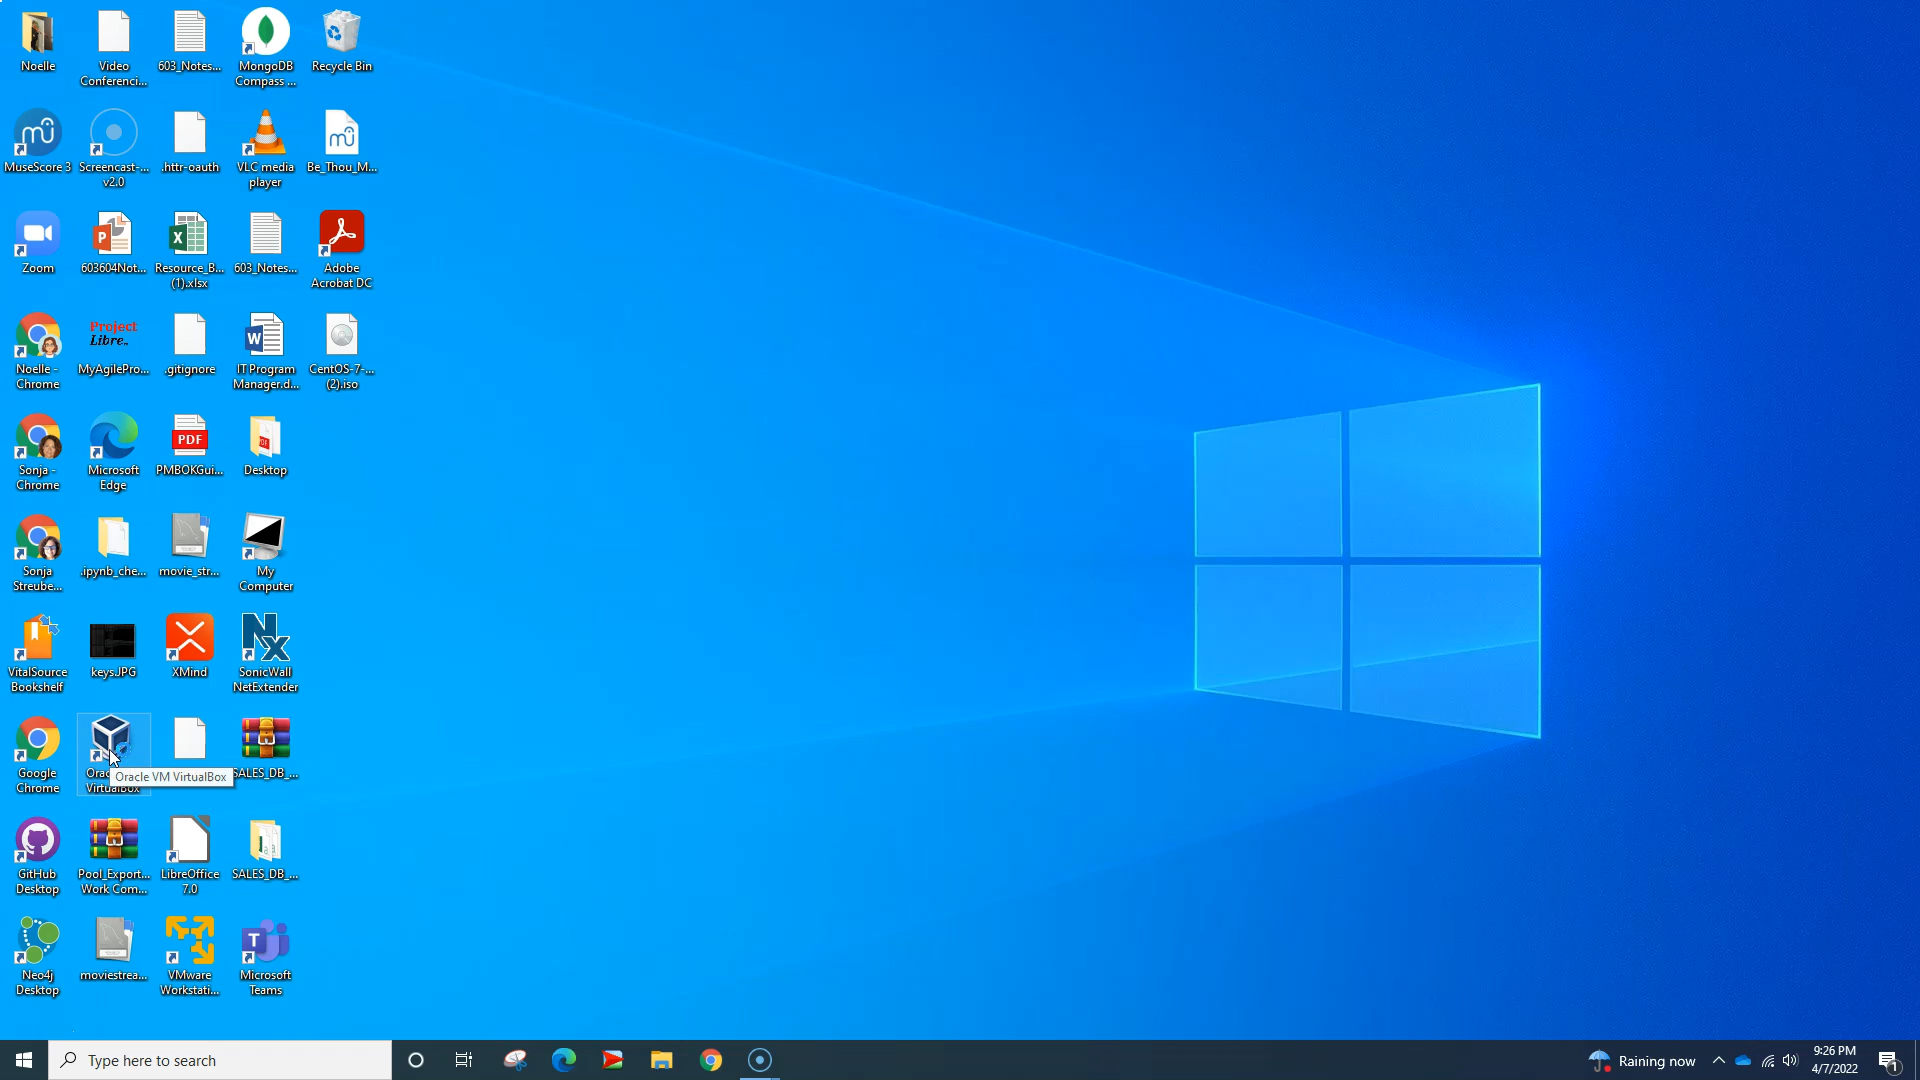 Noelle
Video
Conferenci...
603_Notes...
MongoDB
Compass ...
Recycle Bin
MuseScore 3
Screencast-...
v2.0
.httr-oauth
VLC media
player
Be_Thou_M...
Zoom
603604Not...
Resource_B...
(1).xlsx
603_Notes...
Adobe
Acrobat DC
Noelle -
Chrome
Project
Libre..
MyAgilePro...
.gitignore
IT Program
Manager.d...
CentOS-7-...
(2).iso
Sonja -
Chrome
Microsoft
Edge
PDF
PMBOKGui...
Desktop
Sonja
Streube...
.ipynb_che...
movie_str...
My
Computer
VitalSource
Bookshelf
keys.JPG
XMind
SonicWall
NetExtender
Google
Chrome
Orac
VirtualBox
Oracle VM VirtualBox
SALES_DB_...
GitHub
Desktop
Pool_Export...
Work Com...
LibreOffice
7.0
SALES_DB_...
Neo4j
Desktop
moviestrea...
VMware
Workstati...
Microsoft
Teams
Type here to search
Raining now
9:26 PM
4/7/2022
1